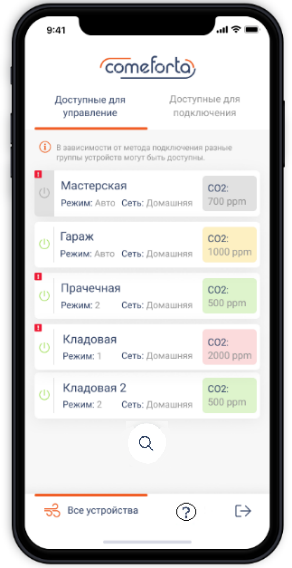 9:41
comeforta
Доступные для
управление
Доступные для
подключения
В зависимости от метода подключения разные
группы устройств могут быть доступны.
Мастерская
Режим: Авто Сеть: Домашняя
CO2:
700 ppm
Гараж
Режим: Авто Сеть: Домашняя
CO2:
1000 ppm
Прачечная
Режим: 2 Сеть: Домашняя
CO2:
500 ppm
Кладовая
Режим: 1 Сеть: Домашняя
CO2:
2000 ppm
Кладовая 2
Режим: 2 Сеть: Домашняя
CO2:
500 ppm
Все устройства